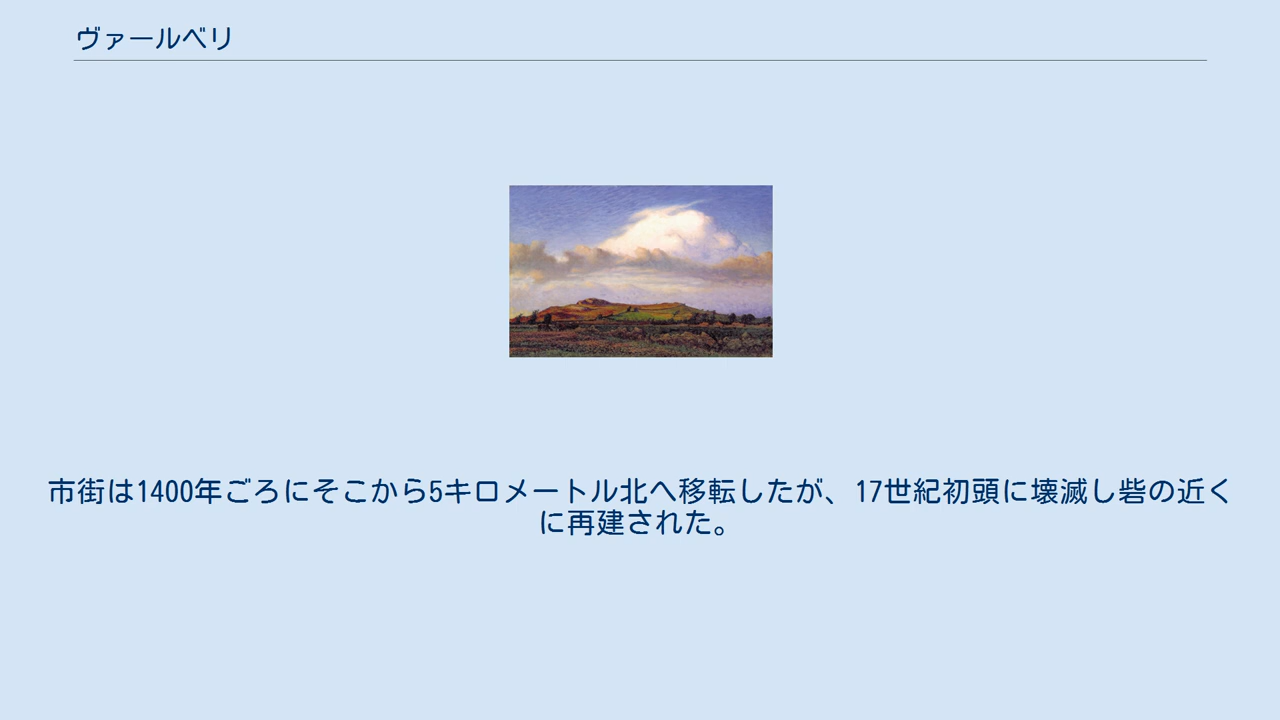 ヴァールベリ
市街は1400年ごろにそこから5キロメートル北へ移転したが、17世紀初頭に壊滅し砦の近く
に再建された。